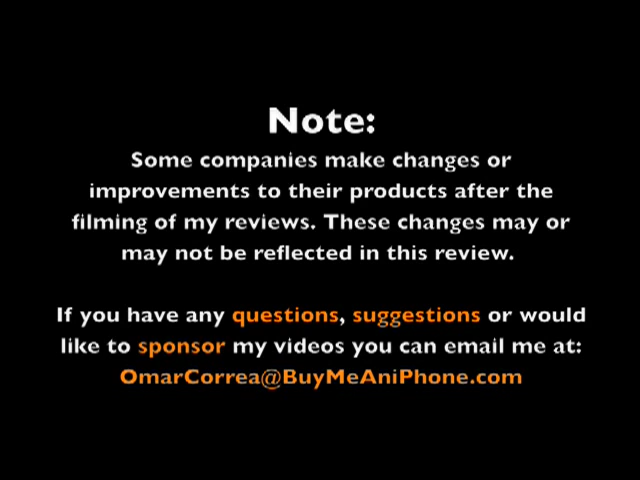 Note:
Some companies make changes or
improvements to their products after the
filming of my reviews. These changes may or
may not be reflected in this review.
If you have any questions, suggestions or would
like to sponsor my videos you can email me at:
OmarCorrea@BuyMeAniPhone.com